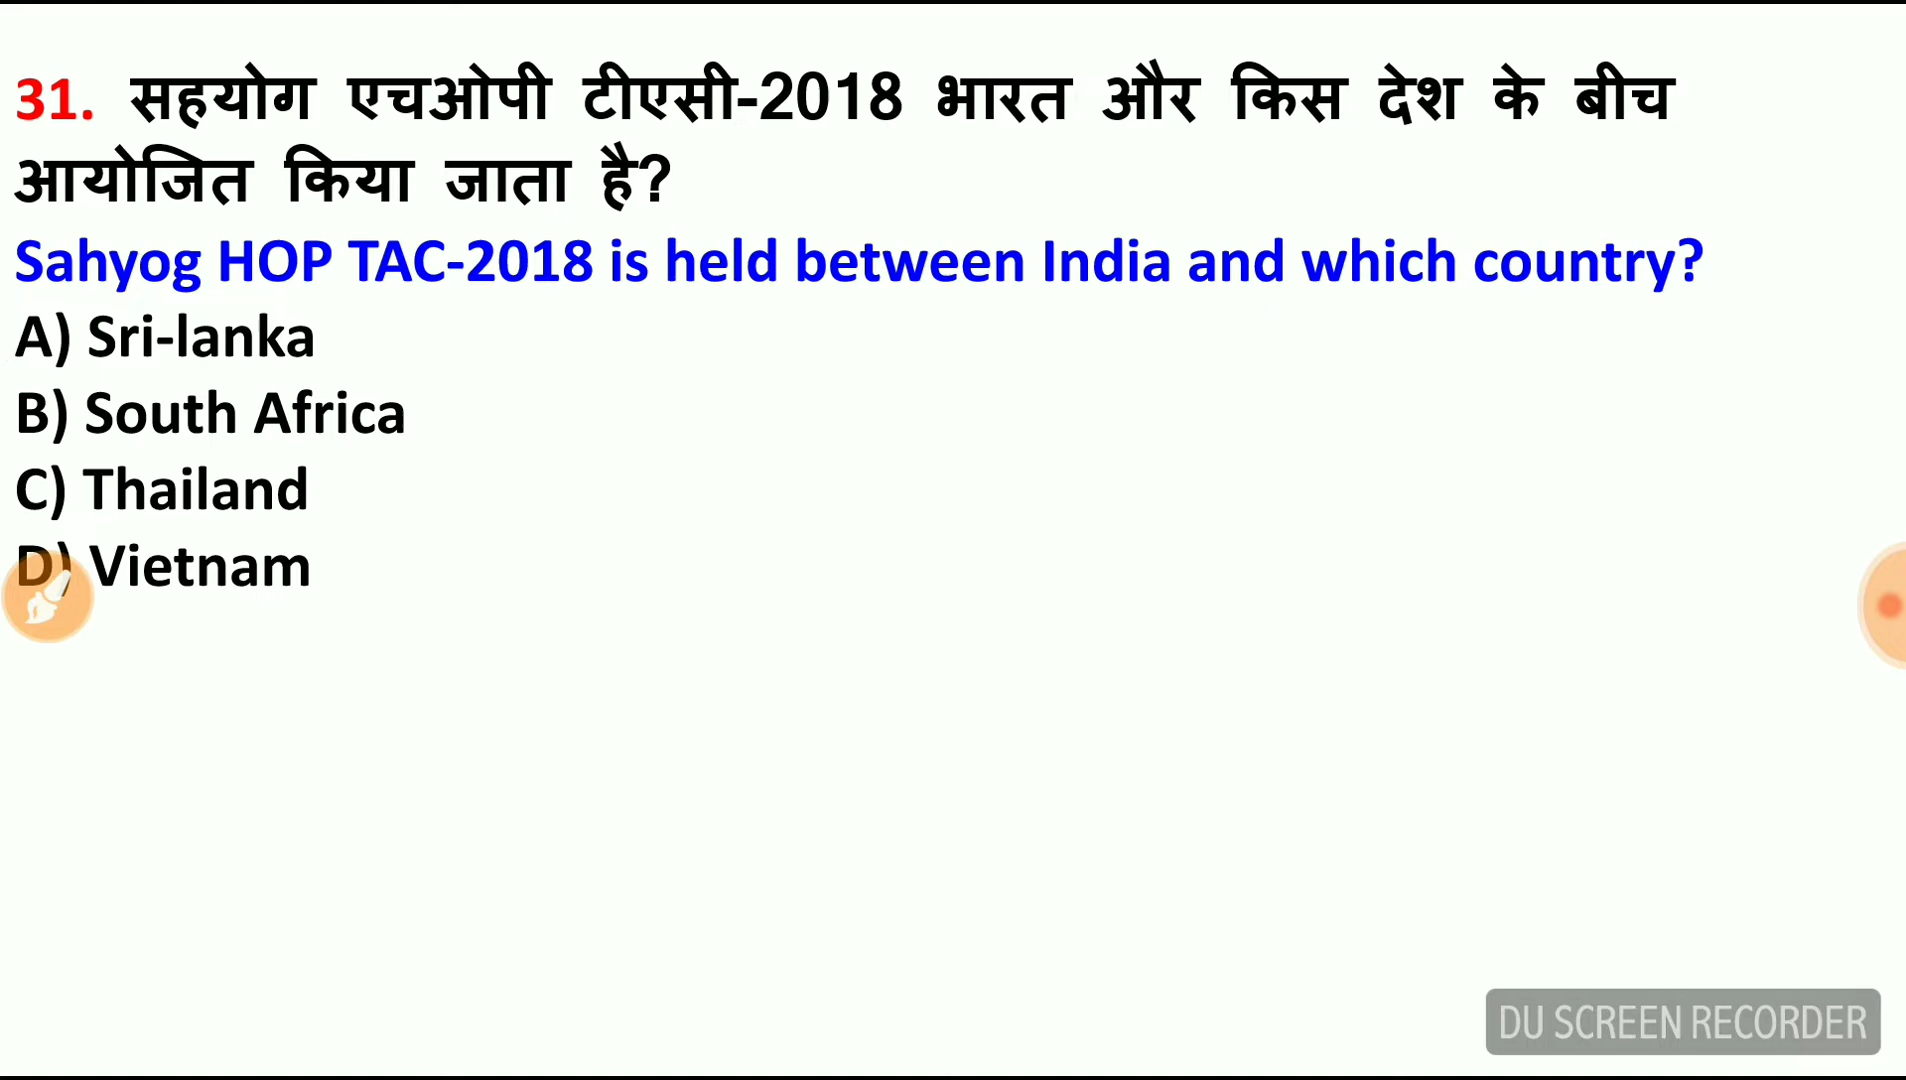 31. सहयोग एचओपी टीएसी-2018 भारत और किस देश के बीच
आयोजित किया जाता है?
Sahyog HOP TAC-2018 is held between India and which country?
A) Sri-lanka
B) South Africa
C) Thailand
D) Vietnam
DU SCREEN RECORDER